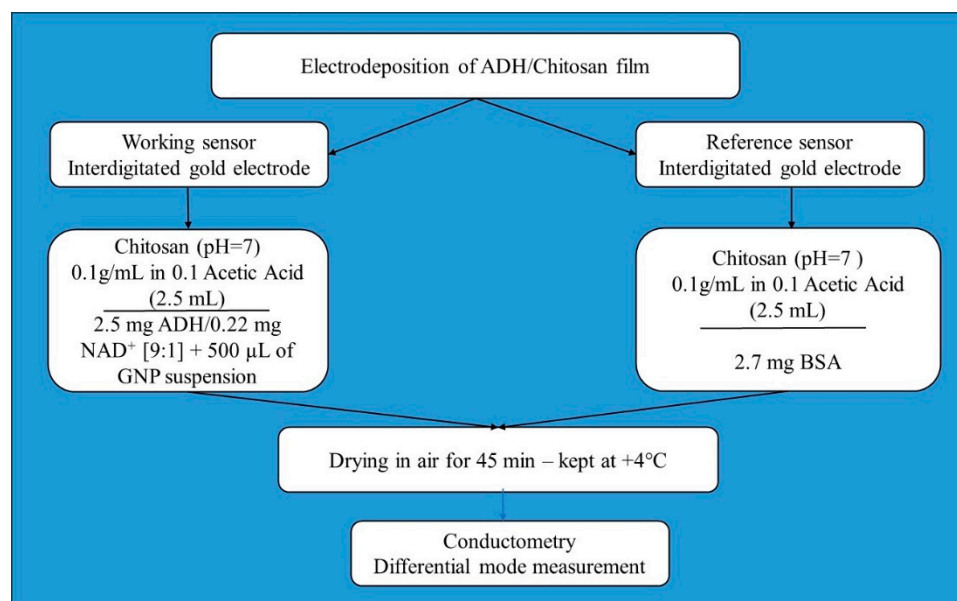 Electrodeposition of ADH/Chitosan film
Working sensor
Interdigitated gold electrode
Reference sensor
Interdigitated gold electrode
Chitosan (pH=7)
0.1g/mL in 0.1 Acetic Acid
(2.5 mL)
2.5 mg ADH/0.22 mg
NAD⁺ [9:1] + 500 µL of
GNP suspension
Chitosan (pH=7 )
0.1g/mL in 0.1 Acetic Acid
(2.5 mL)
2.7 mg BSA
Drying in air for 45 min – kept at +4°C
Conductometry
Differential mode measurement